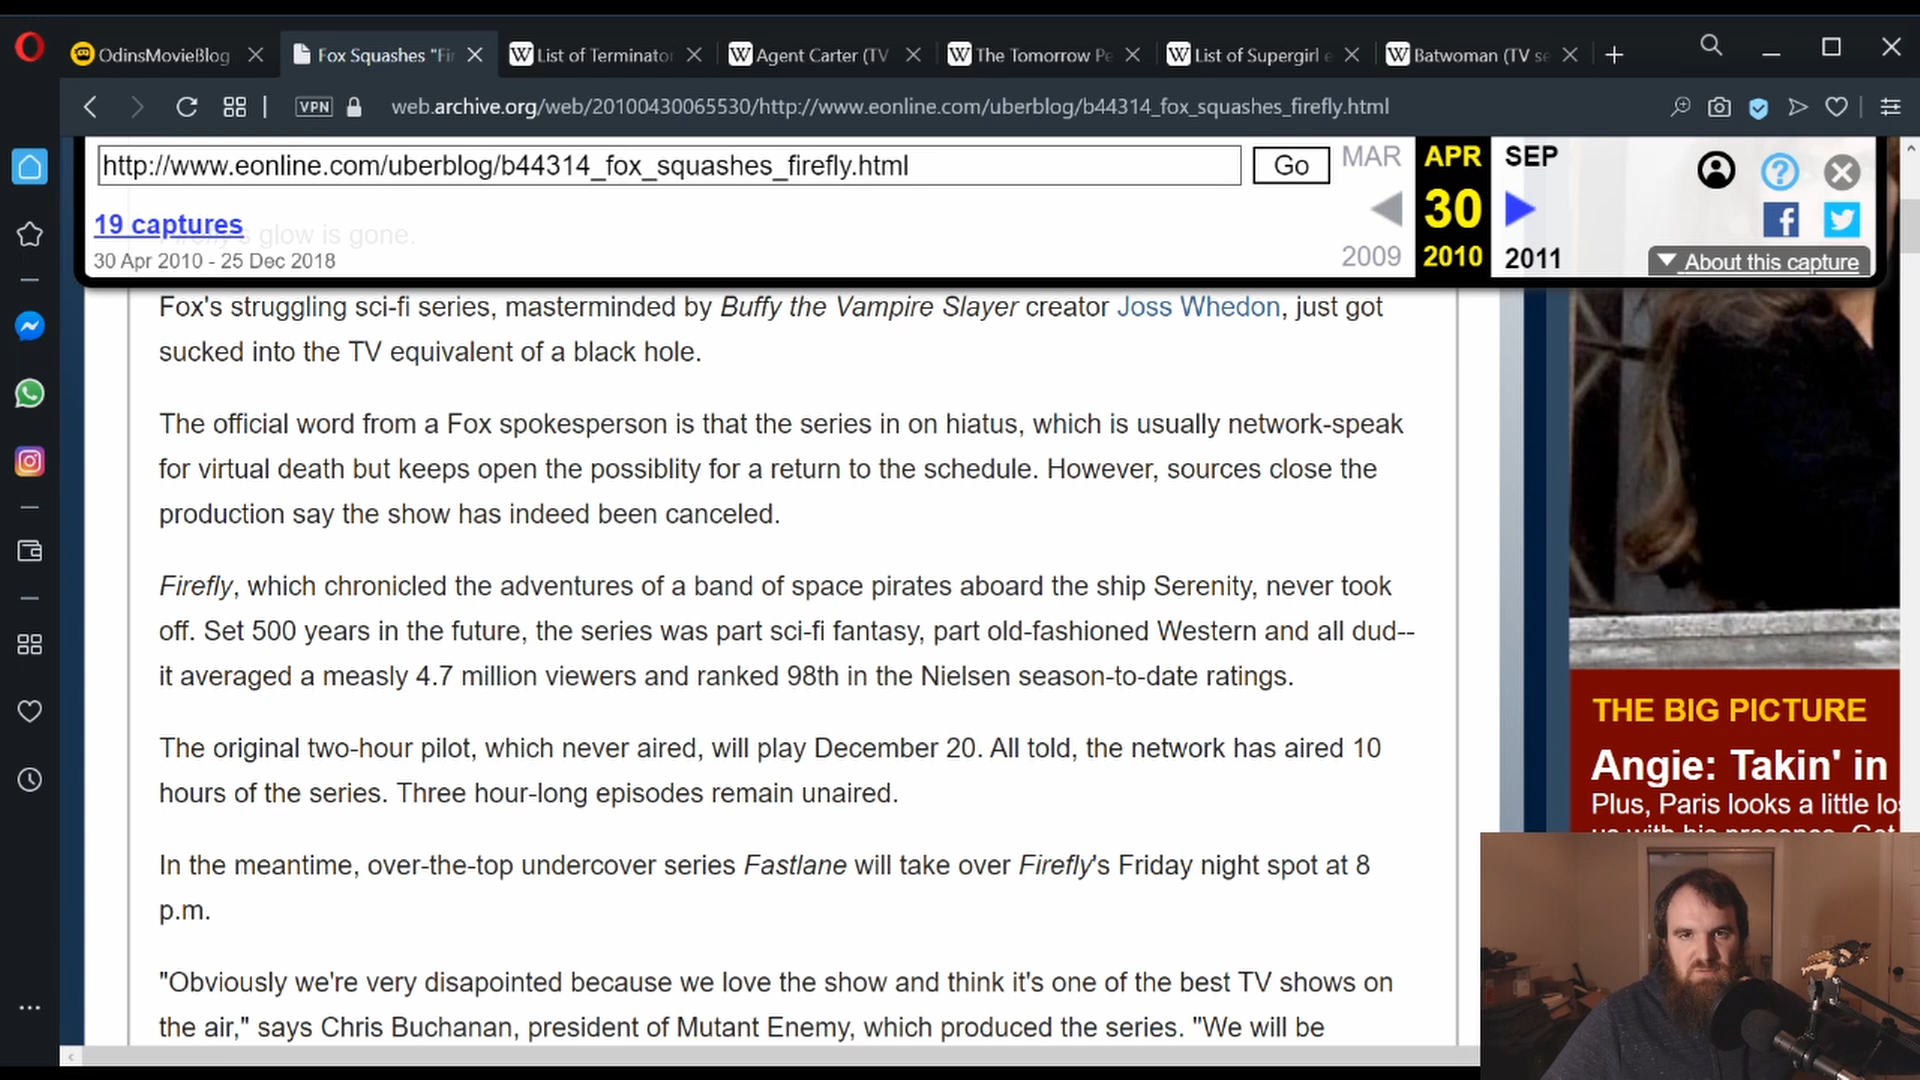 OdinsMovieBlog
Fox Squashes "Fir
List of Terminator
Agent Carter (TV
The Tomorrow Pe
List of Supergirl e
Batwoman (TV se
VPN
web.archive.org/web/20100430065530/http://www.eonline.com/uberblog/b44314_fox_squashes_firefly.html
http://www.eonline.com/uberblog/b44314_fox_squashes_firefly.html
Go
MAR
APR
SEP
19 captures
30 Apr 2010 - 25 Dec 2018
30
2009
2010
2011
About this capture
Firefly's glow is gone.
Fox's struggling sci-fi series, masterminded by Buffy the Vampire Slayer creator Joss Whedon, just got
sucked into the TV equivalent of a black hole.
The official word from a Fox spokesperson is that the series in on hiatus, which is usually network-speak
for virtual death but keeps open the possiblity for a return to the schedule. However, sources close the
production say the show has indeed been canceled.
Firefly, which chronicled the adventures of a band of space pirates aboard the ship Serenity, never took
off. Set 500 years in the future, the series was part sci-fi fantasy, part old-fashioned Western and all dud--
it averaged a measly 4.7 million viewers and ranked 98th in the Nielsen season-to-date ratings.
The original two-hour pilot, which never aired, will play December 20. All told, the network has aired 10
hours of the series. Three hour-long episodes remain unaired.
In the meantime, over-the-top undercover series Fastlane will take over Firefly's Friday night spot at 8
p.m.
"Obviously we're very disapointed because we love the show and think it's one of the best TV shows on
the air," says Chris Buchanan, president of Mutant Enemy, which produced the series. "We will be
THE BIG PICTURE
Angie: Takin' in
Plus, Paris looks a little los